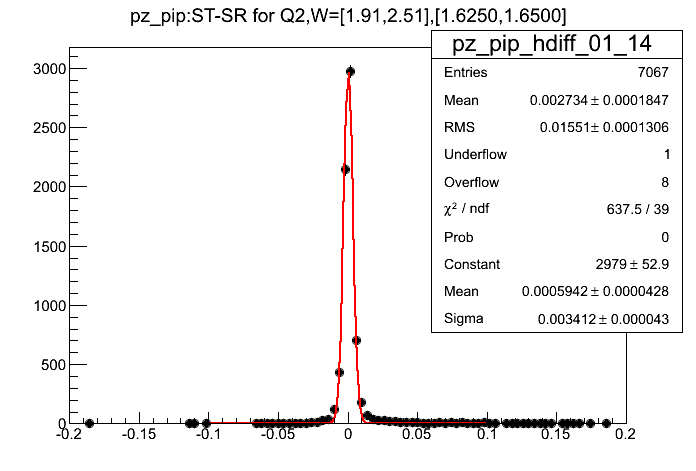 pz_pip:ST-SR for Q2,W=[1.91,2.51],[1.6250,1.6500]
pz_pip_hdiff_01_14
Entries 7067
Mean 0.002734 ± 0.0001847
RMS 0.01551 ± 0.0001306
Underflow 1
Overflow 8
χ² / ndf 637.5 / 39
Prob 0
Constant 2979 ± 52.9
Mean 0.0005942 ± 0.0000428
Sigma 0.003412 ± 0.000043
3000
2500
2000
1500
1000
500
0
-0.2 -0.15 -0.1 -0.05 0 0.05 0.1 0.15 0.2